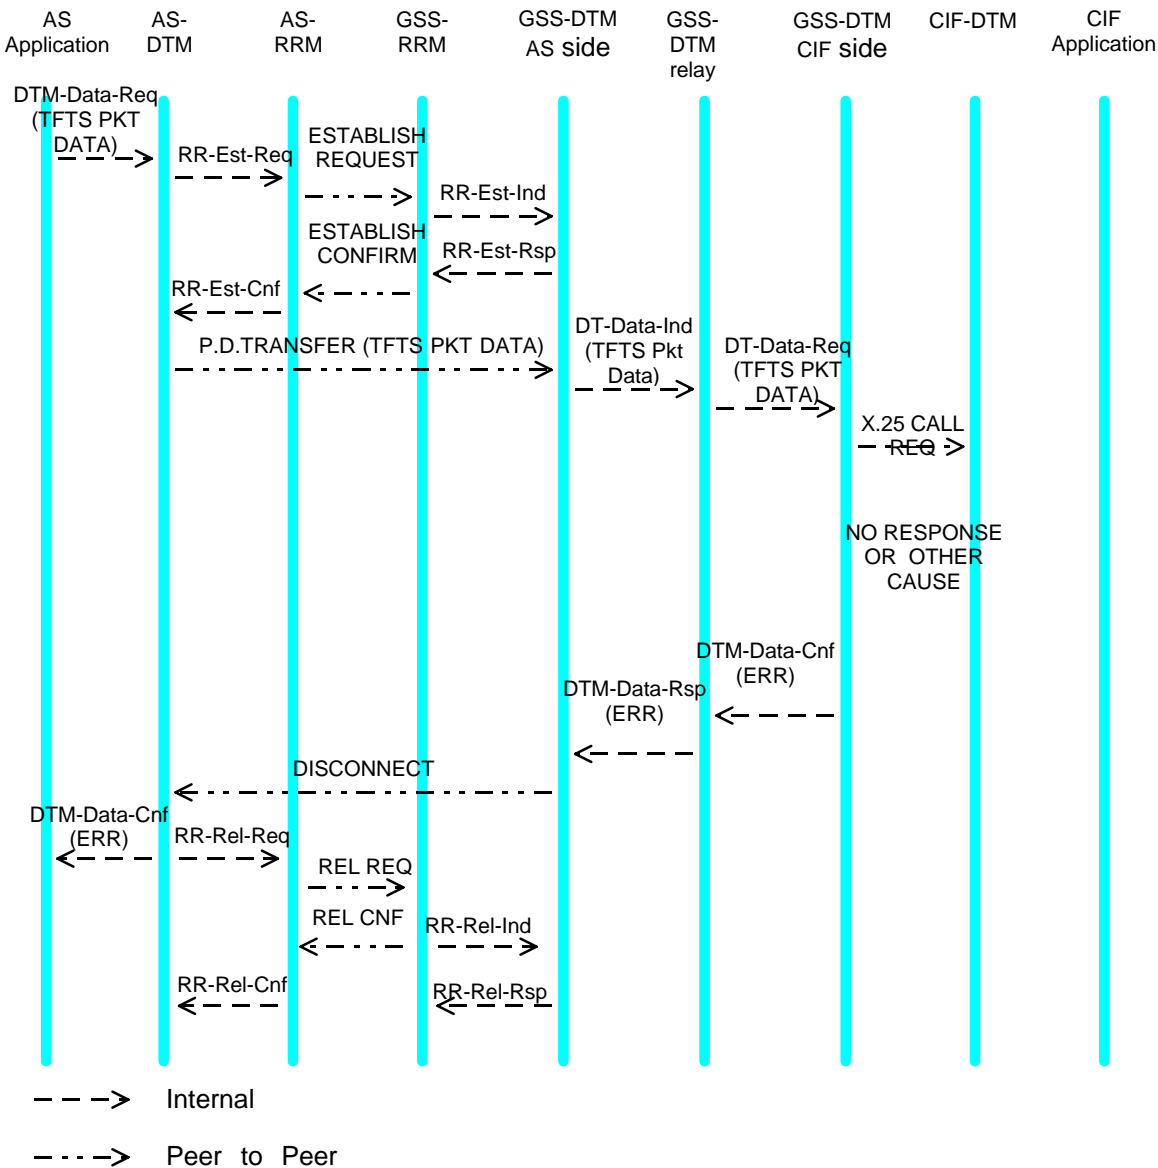 AS
Application
AS-
DTM
AS-
RRM
GSS-
RRM
GSS-DTM
AS side
GSS-
DTM
relay
GSS-DTM
CIF side
CIF-DTM
CIF
Application
DTM-Data-Req
(TFTS PKT
DATA)
RR-Est-Req
ESTABLISH
REQUEST
RR-Est-Ind
ESTABLISH
CONFIRM
RR-Est-Rsp
RR-Est-Cnf
P.D.TRANSFER (TFTS PKT DATA)
DT-Data-Ind
(TFTS Pkt
Data)
DT-Data-Req
(TFTS PKT
DATA)
X.25 CALL
REQ
NO RESPONSE
OR OTHER
CAUSE
DTM-Data-Cnf
(ERR)
DTM-Data-Rsp
(ERR)
DISCONNECT
DTM-Data-Cnf
(ERR)
RR-Rel-Req
REL REQ
REL CNF
RR-Rel-Ind
RR-Rel-Cnf
RR-Rel-Rsp
Internal
Peer to Peer